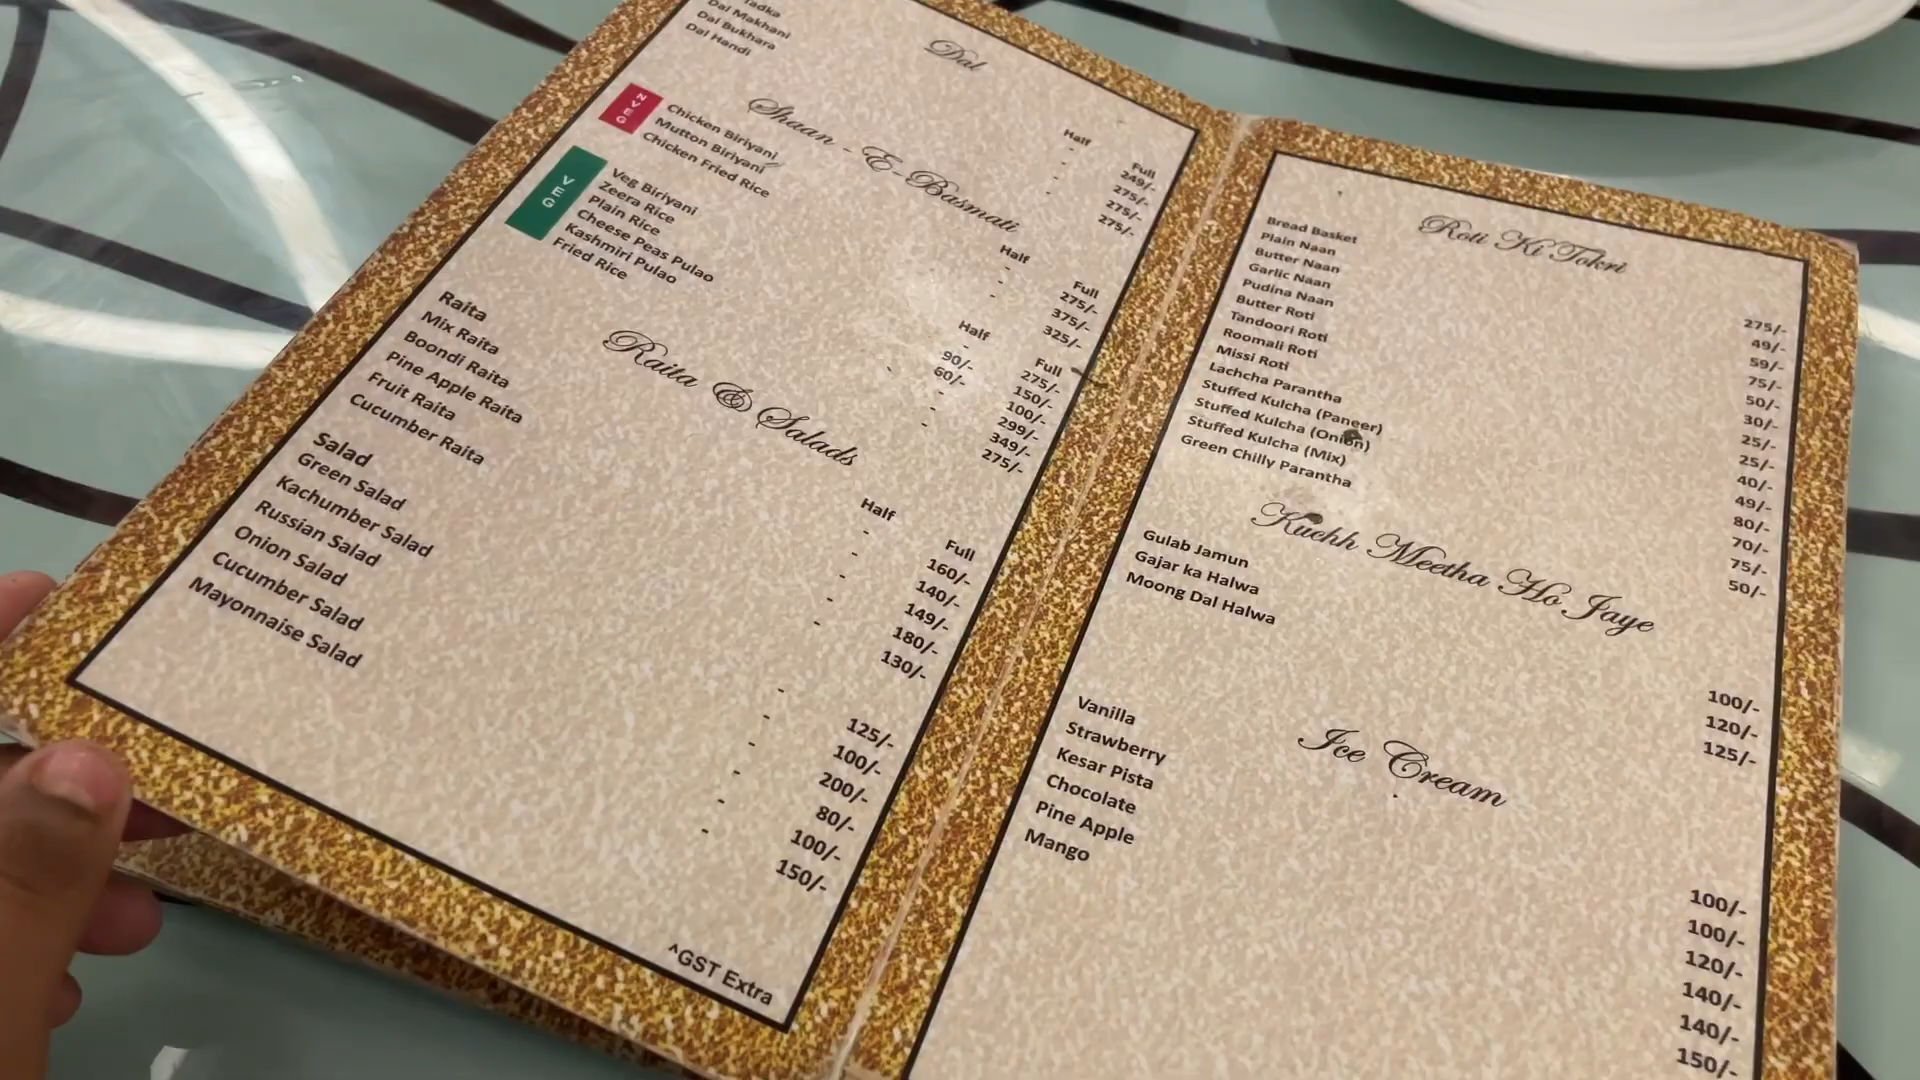 Dal
Half Full
Tadka - 249/-
Dal Makhani - 275/-
Dal Bukhara - 275/-
Dal Handi - 275/-
Shaan - E - Basmati
NVEG
Half Full
Chicken Biriyani - 275/-
Mutton Biriyani - 375/-
Chicken Fried Rice - 325/-
VEG
Half Full
Veg Biriyani - 275/-
Zeera Rice 90/- 150/-
Plain Rice 60/- 100/-
Cheese Peas Pulao - 299/-
Kashmiri Pulao - 349/-
Fried Rice - 275/-
Raita & Salads
Half Full
Raita
Mix Raita - 160/-
Boondi Raita - 140/-
Pine Apple Raita - 149/-
Fruit Raita - 180/-
Cucumber Raita - 130/-
Salad
Green Salad - 125/-
Kachumber Salad - 100/-
Russian Salad - 200/-
Onion Salad - 80/-
Cucumber Salad - 100/-
Mayonnaise Salad - 150/-
^GST Extra
Roti Ki Tokri
Bread Basket 275/-
Plain Naan 49/-
Butter Naan 59/-
Garlic Naan 75/-
Pudina Naan 50/-
Butter Roti 30/-
Tandoori Roti 25/-
Roomali Roti 25/-
Missi Roti 40/-
Lachcha Parantha 49/-
Stuffed Kulcha (Paneer) 80/-
Stuffed Kulcha (Onion) 70/-
Stuffed Kulcha (Mix) 75/-
Green Chilly Parantha 50/-
Kuchh Meetha Ho Jaye
Gulab Jamun 100/-
Gajar ka Halwa 120/-
Moong Dal Halwa 125/-
Ice Cream
Vanilla 100/-
Strawberry 100/-
Kesar Pista 120/-
Chocolate 140/-
Pine Apple 140/-
Mango 150/-